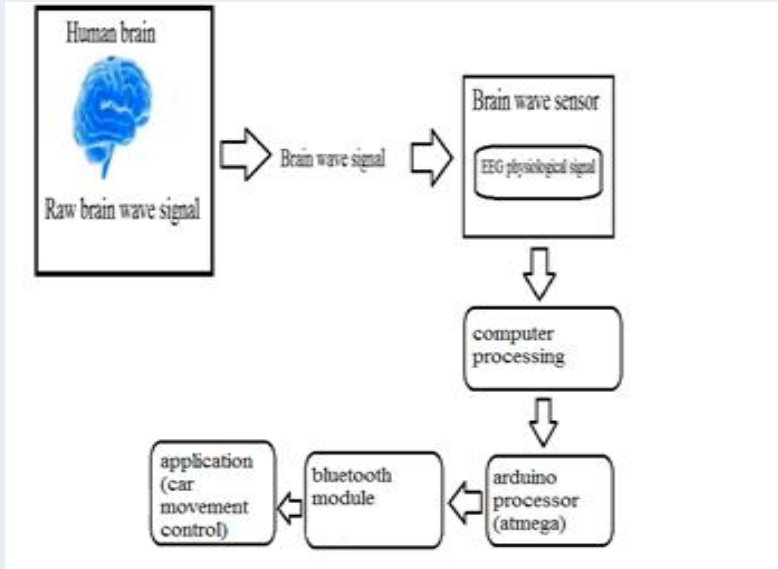 Human brain
Raw brain wave signal
Brain wave signal
Brain wave sensor
EEG physiological signal
computer
processing
arduino
processor
(atmega)
bluetooth
module
application
(car
movement
control)